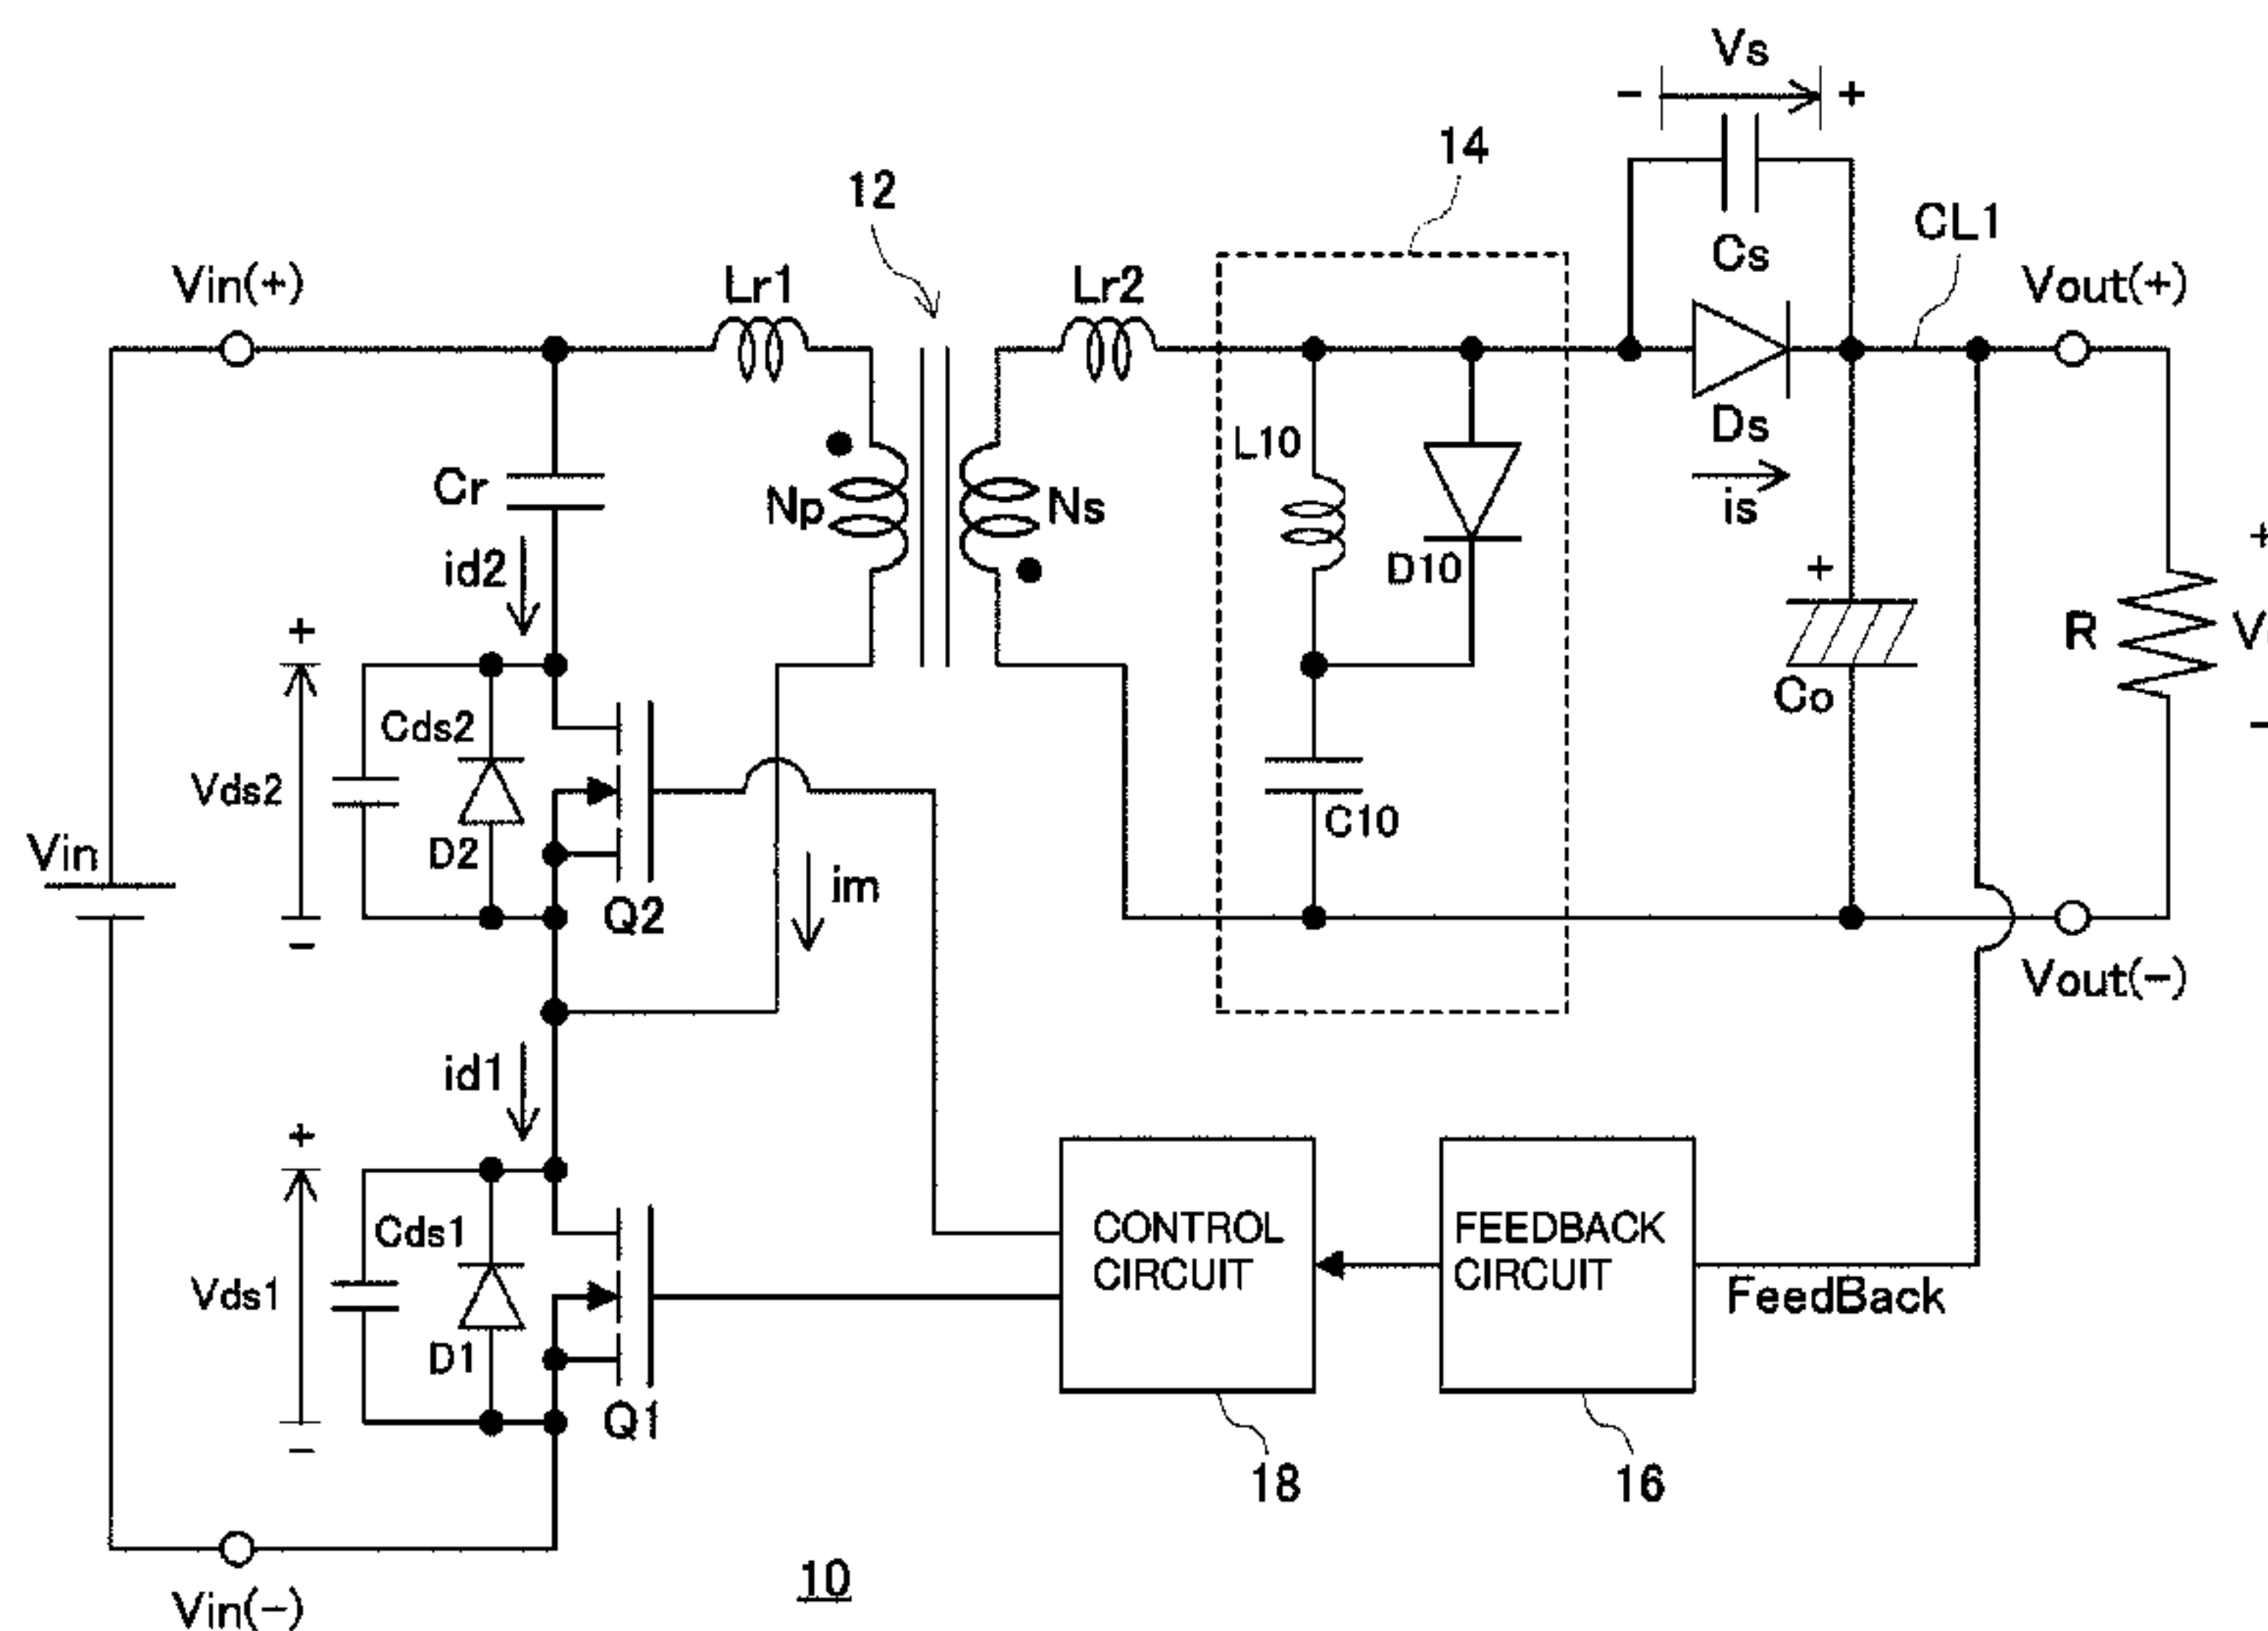 Vs
- +
14
12
Cs
CL1
Vin(+)
Lr1
Lr2
Vout(+)
Ds
L10
is
Cr
Np
Ns
D10
+
+
id2
+
R
Co
Cds2
-
Vds2
C10
D2
Vin
im
Q2
-
Vout(-)
id1
+
Cds1
CONTROL
CIRCUIT
FEEDBACK
CIRCUIT
Vds1
FeedBack
D1
Q1
-
18
16
10
Vin(-)